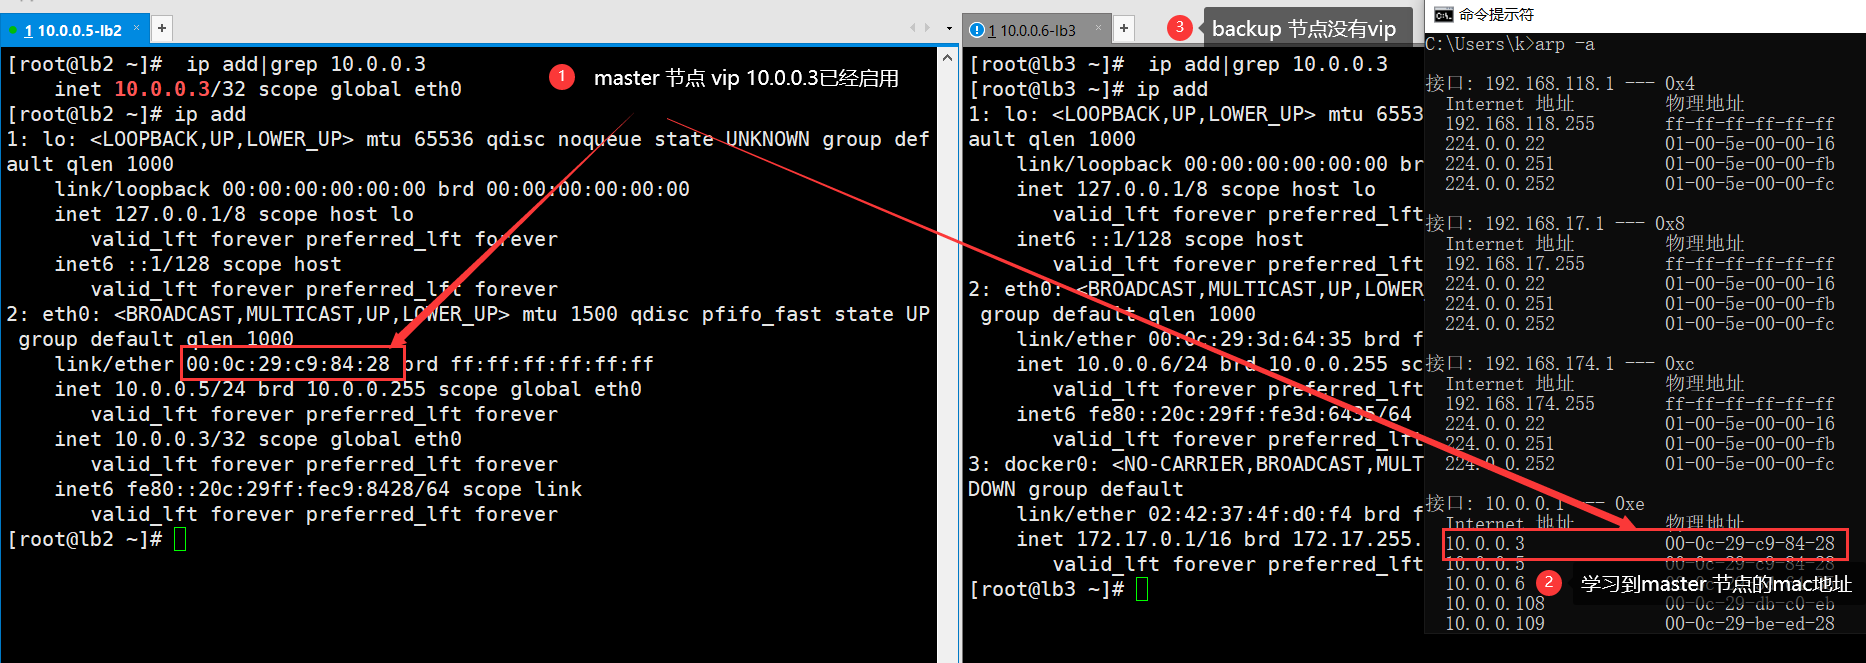 1 10.0.0.5-lb2 × +
[root@lb2 ~]#  ip add|grep 10.0.0.3
    inet 10.0.0.3/32 scope global eth0
[root@lb2 ~]# ip add
1: lo: <LOOPBACK,UP,LOWER_UP> mtu 65536 qdisc noqueue state UNKNOWN group def
ault qlen 1000
    link/loopback 00:00:00:00:00:00 brd 00:00:00:00:00:00
    inet 127.0.0.1/8 scope host lo
       valid_lft forever preferred_lft forever
    inet6 ::1/128 scope host
       valid_lft forever preferred_lft forever
2: eth0: <BROADCAST,MULTICAST,UP,LOWER_UP> mtu 1500 qdisc pfifo_fast state UP
 group default qlen 1000
    link/ether 00:0c:29:c9:84:28 brd ff:ff:ff:ff:ff:ff
    inet 10.0.0.5/24 brd 10.0.0.255 scope global eth0
       valid_lft forever preferred_lft forever
    inet 10.0.0.3/32 scope global eth0
       valid_lft forever preferred_lft forever
    inet6 fe80::20c:29ff:fec9:8428/64 scope link
       valid_lft forever preferred_lft forever
[root@lb2 ~]#
1 master 节点 vip 10.0.0.3已经启用
1 10.0.0.6-lb3 × +
3 backup 节点没有vip
[root@lb3 ~]#  ip add|grep 10.0.0.3
[root@lb3 ~]# ip add
1: lo: <LOOPBACK,UP,LOWER_UP> mtu 6553
ault qlen 1000
    link/loopback 00:00:00:00:00:00 br
    inet 127.0.0.1/8 scope host lo
       valid_lft forever preferred_lft
    inet6 ::1/128 scope host
       valid_lft forever preferred_lft
2: eth0: <BROADCAST,MULTICAST,UP,LOWER
 group default qlen 1000
    link/ether 00:0c:29:3d:64:35 brd f
    inet 10.0.0.6/24 brd 10.0.0.255 sc
       valid_lft forever preferred_lft
    inet6 fe80::20c:29ff:fe3d:6435/64
       valid_lft forever preferred_lft
3: docker0: <NO-CARRIER,BROADCAST,MULT
DOWN group default
    link/ether 02:42:37:4f:d0:f4 brd f
    inet 172.17.0.1/16 brd 172.17.255.
       valid_lft forever preferred_lft
[root@lb3 ~]#
命令提示符
C:\Users\k>arp -a
接口: 192.168.118.1 --- 0x4
  Internet 地址         物理地址
  192.168.118.255       ff-ff-ff-ff-ff-ff
  224.0.0.22            01-00-5e-00-00-16
  224.0.0.251           01-00-5e-00-00-fb
  224.0.0.252           01-00-5e-00-00-fc
接口: 192.168.17.1 --- 0x8
  Internet 地址         物理地址
  192.168.17.255        ff-ff-ff-ff-ff-ff
  224.0.0.22            01-00-5e-00-00-16
  224.0.0.251           01-00-5e-00-00-fb
  224.0.0.252           01-00-5e-00-00-fc
接口: 192.168.174.1 --- 0xc
  Internet 地址         物理地址
  192.168.174.255       ff-ff-ff-ff-ff-ff
  224.0.0.22            01-00-5e-00-00-16
  224.0.0.251           01-00-5e-00-00-fb
  224.0.0.252           01-00-5e-00-00-fc
接口: 10.0.0.1 --- 0xe
  Internet 地址         物理地址
  10.0.0.3              00-0c-29-c9-84-28
  10.0.0.5              00-0c-29-c9-84-28
  10.0.0.6
2 学习到master 节点的mac地址
  10.0.0.108            00-0c-29-db-c0-eb
  10.0.0.109            00-0c-29-be-ed-28